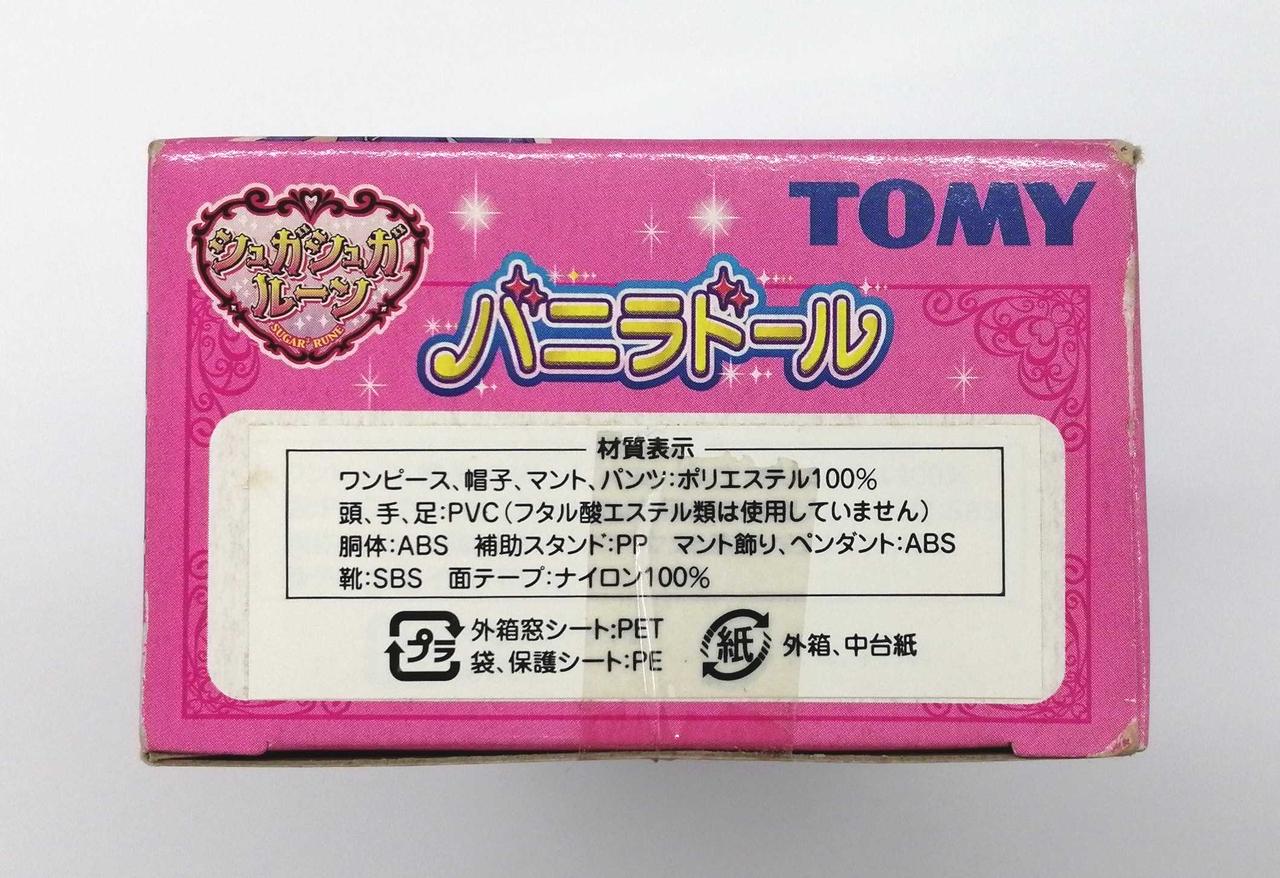 シュガシュガ
ルーン
SUGAR² RUNE
TOMY
バニラドール
材質表示
ワンピース、帽子、マント、パンツ:ポリエステル100%
頭、手、足:PVC(フタル酸エステル類は使用していません)
胴体:ABS 補助スタンド:PP マント飾り、ペンダント:ABS
靴:SBS 面テープ:ナイロン100%
プラ
外箱窓シート:PET
袋、保護シート:PE
紙
外箱、中台紙